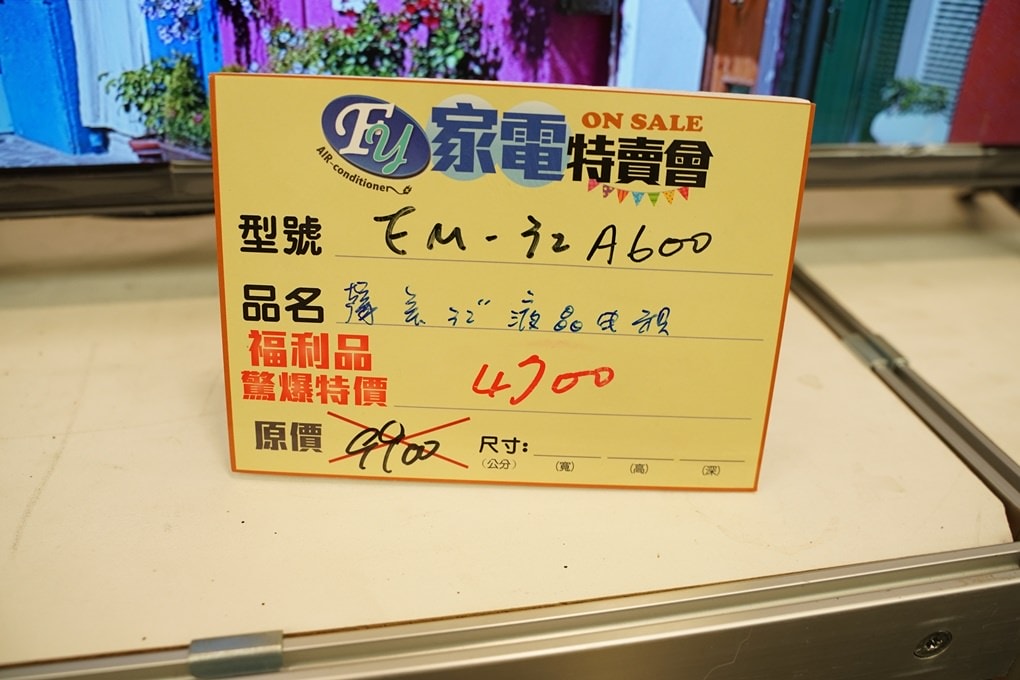 FY 家電特賣會 ON SALE
AIR-conditioner
型號 EM-32A600
品名 聲寶32"液晶电視
福利品
驚爆特價 4700
原價 9900 尺寸:
(公分) (寬) (高) (深)